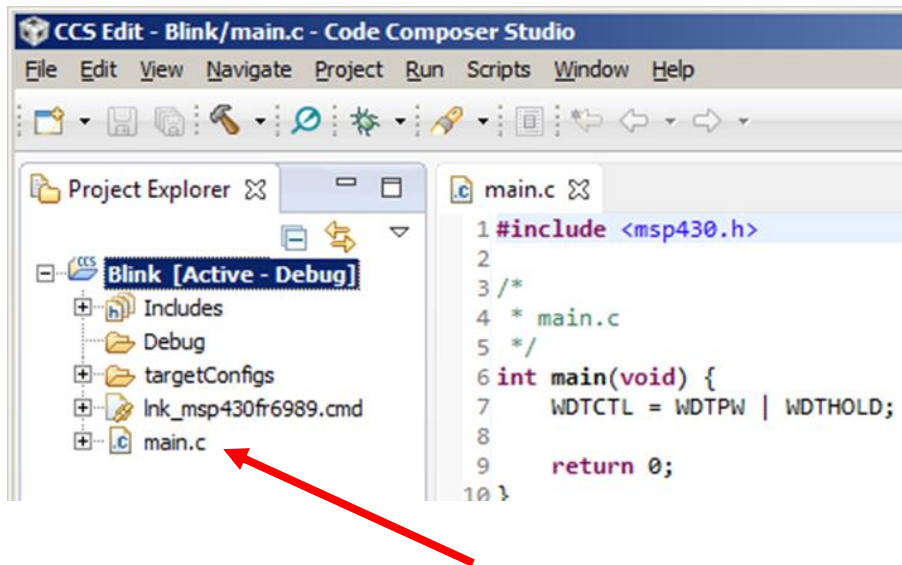 CCS Edit - Blink/main.c - Code Composer Studio
File Edit View Navigate Project Run Scripts Window Help
Project Explorer
CCS
Blink [Active - Debug]
h Includes
Debug
targetConfigs
lnk_msp430fr6989.cmd
.c main.c
.c main.c
1 #include <msp430.h>
2
3 /*
4  * main.c
5  */
6 int main(void) {
7     WDTCTL = WDTPW | WDTHOLD;
8
9     return 0;
10 }